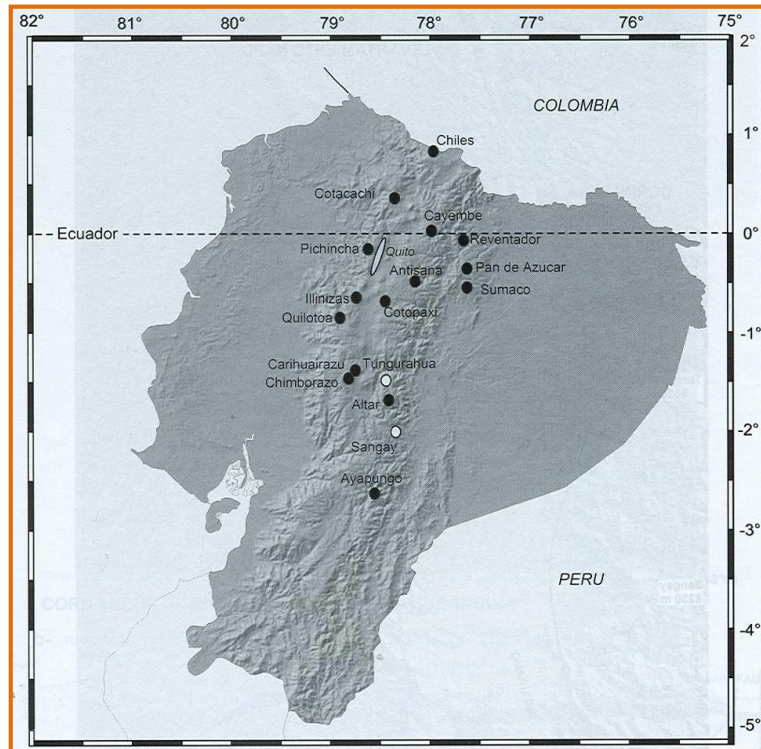 82° 81° 80° 79° 78° 77° 76° 75°
2°
COLOMBIA
1°
Chiles
Cotacachi
Cayembe
Ecuador 0°
Reventador
Pichincha
Quito
Pan de Azucar
Antisana
Sumaco
Illinizas
Cotopaxi
Quilotoa
-1°
Carihuairazu Tungurahua
Chimborazo
Altar
-2°
Sangay
Ayapungo
-3°
PERU
Sangay
-4°
-5°